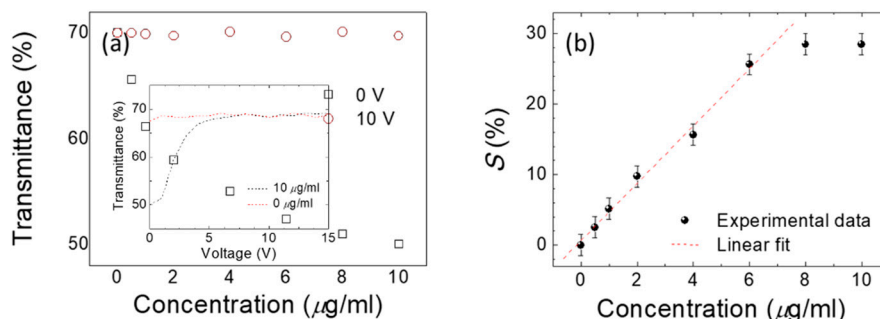 70
60
50
Transmittance (%)
(a)
0 V
10 V
70
60
50
Transmittance (%)
10 μg/ml
0 μg/ml
0 5 10 15
Voltage (V)
0 2 4 6 8 10
Concentration (μg/ml)
30
20
10
0
S (%)
(b)
Experimental data
Linear fit
0 2 4 6 8 10
Concentration (μg/ml)